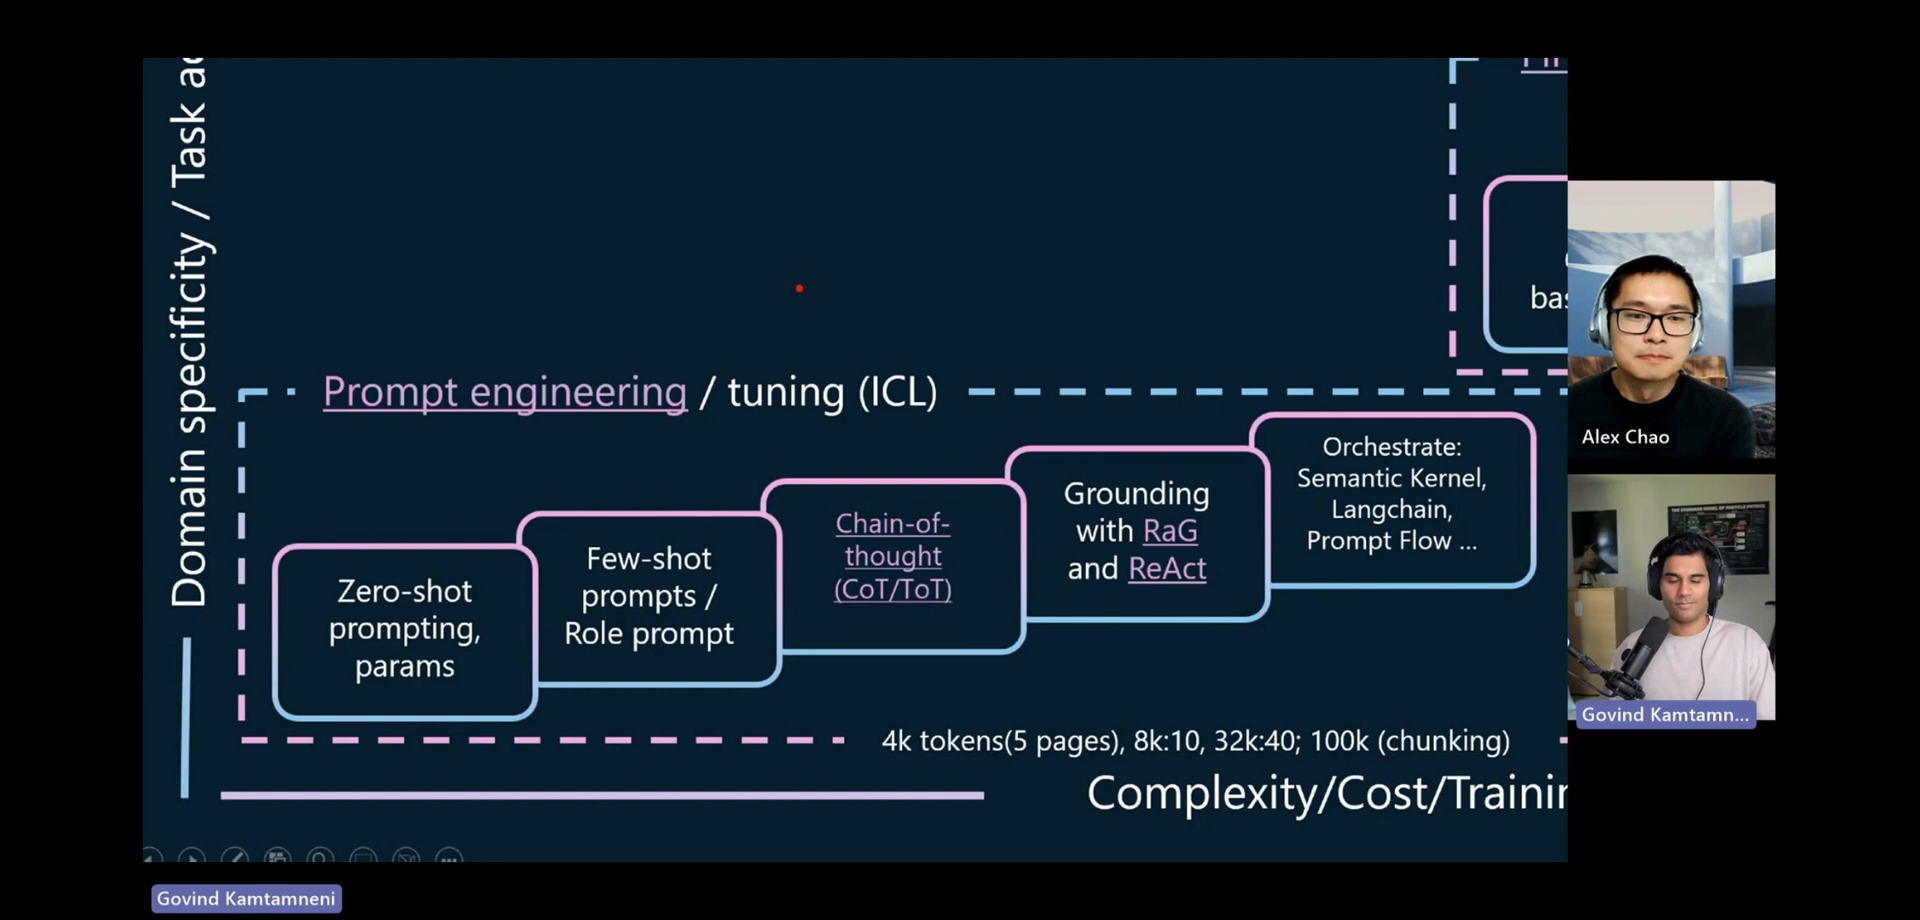 Domain specificity / Task
Prompt engineering / tuning (ICL)
Zero-shot
prompting,
params
Few-shot
prompts /
Role prompt
Chain-of-
thought
(CoT/ToT)
Grounding
with RaG
and ReAct
Orchestrate:
Semantic Kernel,
Langchain,
Prompt Flow ...
4k tokens(5 pages), 8k:10, 32k:40; 100k (chunking)
Complexity/Cost/Trainin
Alex Chao
Govind Kamtamn...
Govind Kamtamneni